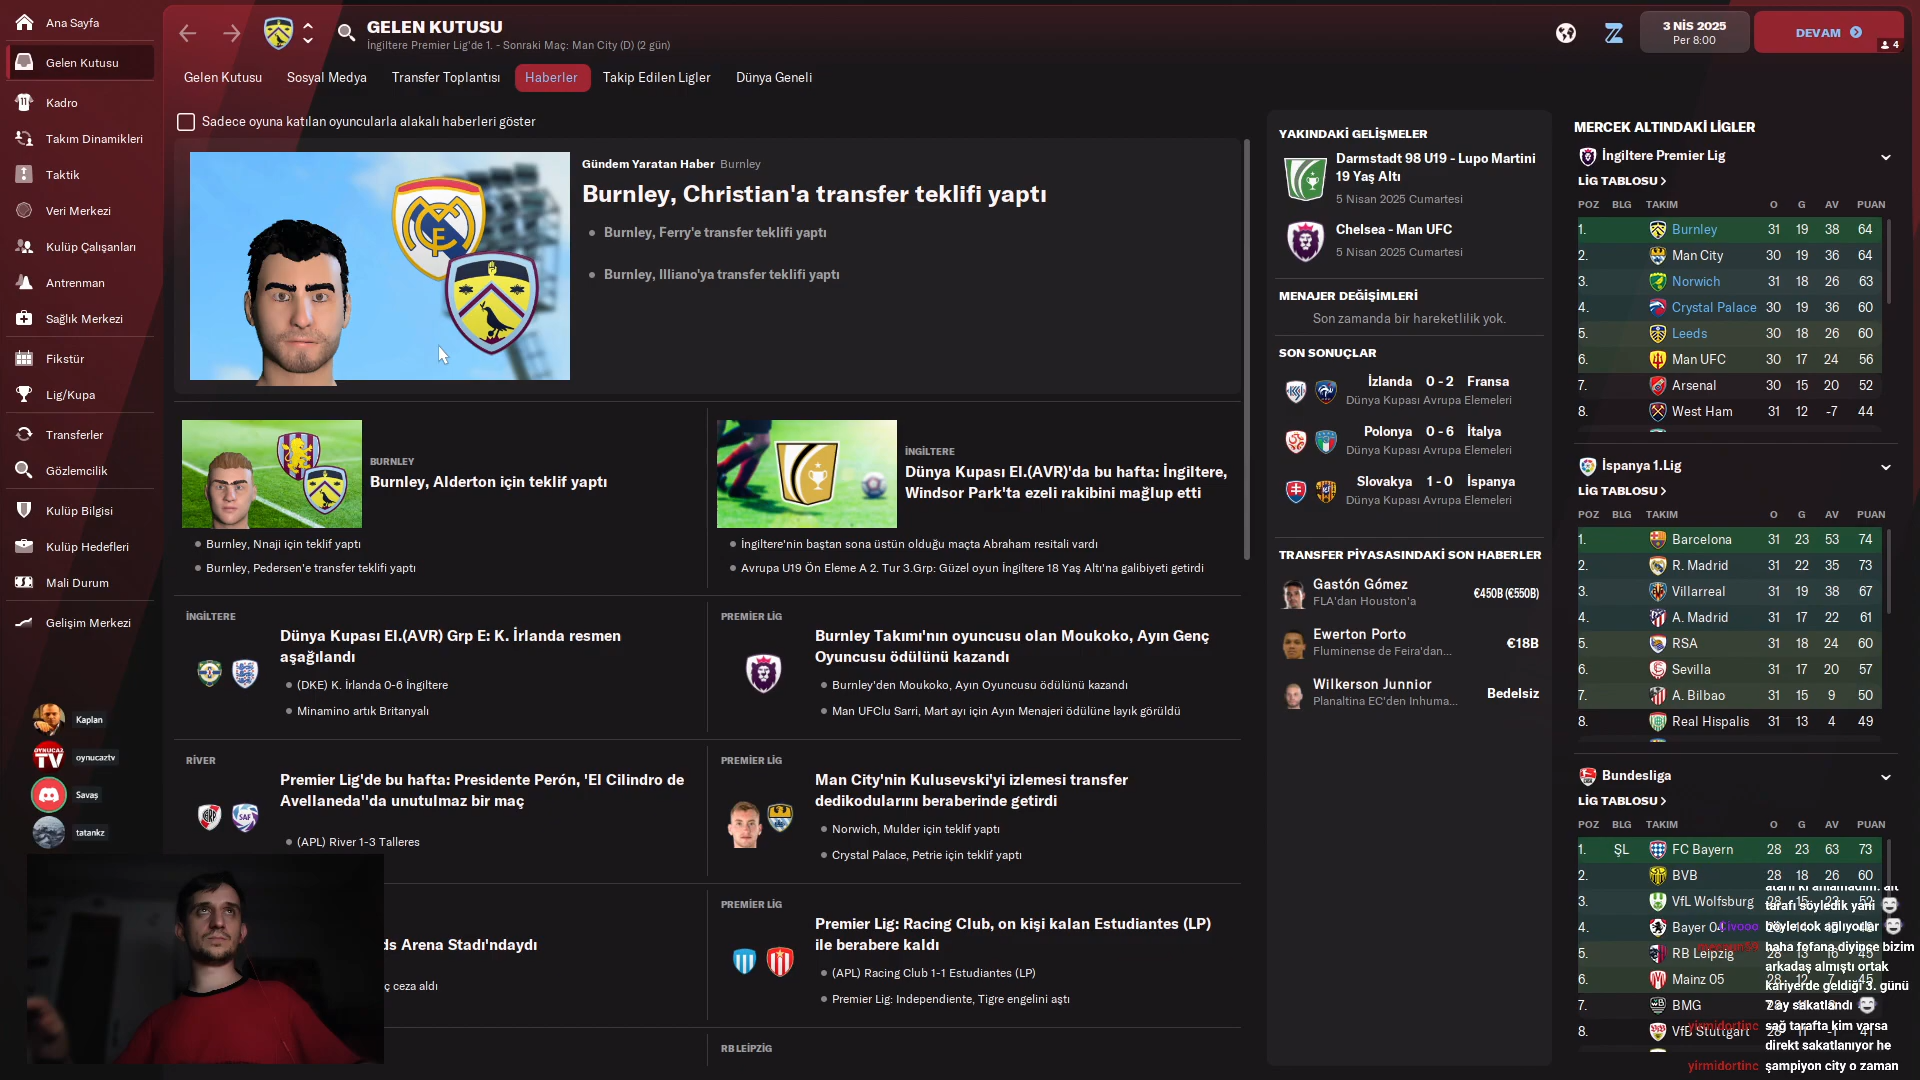 Ana Sayfa
Gelen Kutusu
Kadro
Takım Dinamikleri
Taktik
Veri Merkezi
Kulüp Çalışanları
Antrenman
Sağlık Merkezi
Fikstür
Lig/Kupa
Transferler
Gözlemcilik
Kulüp Bilgisi
Kulüp Hedefleri
Mali Durum
Gelişim Merkezi
Kaplan
OYNUCAZ TV
oynucaztv
Savaş
tatankz
GELEN KUTUSU
İngiltere Premier Lig'de 1. - Sonraki Maç: Man City (D) (2 gün)
3 NİS 2025
Per 8:00
DEVAM
4
Gelen Kutusu
Sosyal Medya
Transfer Toplantısı
Haberler
Takip Edilen Ligler
Dünya Geneli
Sadece oyuna katılan oyuncularla alakalı haberleri göster
Gündem Yaratan Haber Burnley
Burnley, Christian'a transfer teklifi yaptı
Burnley, Ferry'e transfer teklifi yaptı
Burnley, Illiano'ya transfer teklifi yaptı
BURNLEY
Burnley, Alderton için teklif yaptı
Burnley, Nnaji için teklif yaptı
Burnley, Pedersen'e transfer teklifi yaptı
İNGİLTERE
Dünya Kupası El.(AVR)'da bu hafta: İngiltere,
Windsor Park'ta ezeli rakibini mağlup etti
İngiltere'nin baştan sona üstün olduğu maçta Abraham resitali vardı
Avrupa U19 Ön Eleme A 2. Tur 3.Grp: Güzel oyun İngiltere 18 Yaş Altı'na galibiyeti getirdi
İNGİLTERE
Dünya Kupası El.(AVR) Grp E: K. İrlanda resmen
aşağılandı
(DKE) K. İrlanda 0-6 İngiltere
Minamino artık Britanyalı
PREMİER LİG
Burnley Takımı'nın oyuncusu olan Moukoko, Ayın Genç
Oyuncusu ödülünü kazandı
Burnley'den Moukoko, Ayın Oyuncusu ödülünü kazandı
Man UFClu Sarri, Mart ayı için Ayın Menajeri ödülüne layık görüldü
RİVER
Premier Lig'de bu hafta: Presidente Perón, 'El Cilindro de
Avellaneda''da unutulmaz bir maç
(APL) River 1-3 Talleres
PREMİER LİG
Man City'nin Kulusevski'yi izlemesi transfer
dedikodularını beraberinde getirdi
Norwich, Mulder için teklif yaptı
Crystal Palace, Petrie için teklif yaptı
ds Arena Stadı'ndaydı
ç ceza aldı
PREMİER LİG
Premier Lig: Racing Club, on kişi kalan Estudiantes (LP)
ile berabere kaldı
(APL) Racing Club 1-1 Estudiantes (LP)
Premier Lig: Independiente, Tigre engelini aştı
RB LEİPZİG
YAKINDAKİ GELİŞMELER
Darmstadt 98 U19 - Lupo Martini
19 Yaş Altı
5 Nisan 2025 Cumartesi
Chelsea - Man UFC
5 Nisan 2025 Cumartesi
MENAJER DEĞİŞİMLERİ
Son zamanda bir hareketlilik yok.
SON SONUÇLAR
İzlanda 0 - 2 Fransa
Dünya Kupası Avrupa Elemeleri
Polonya 0 - 6 İtalya
Dünya Kupası Avrupa Elemeleri
Slovakya 1 - 0 İspanya
Dünya Kupası Avrupa Elemeleri
TRANSFER PİYASASINDAKİ SON HABERLER
Gastón Gómez €450B (€550B)
FLA'dan Houston'a
Ewerton Porto €18B
Fluminense de Feira'dan...
Wilkerson Junnior Bedelsiz
Planaltina EC'den Inhuma...
MERCEK ALTINDAKİ LİGLER
İngiltere Premier Lig
LİG TABLOSU >
POZ BLG TAKIM O G AV PUAN
1. Burnley 31 19 38 64
2. Man City 30 19 36 64
3. Norwich 31 18 26 63
4. Crystal Palace 30 19 36 60
5. Leeds 30 18 26 60
6. Man UFC 30 17 24 56
7. Arsenal 30 15 20 52
8. West Ham 31 12 -7 44
İspanya 1.Lig
LİG TABLOSU >
POZ BLG TAKIM O G AV PUAN
1. Barcelona 31 23 53 74
2. R. Madrid 31 22 35 73
3. Villarreal 31 19 38 67
4. A. Madrid 31 17 22 61
5. RSA 31 18 24 60
6. Sevilla 31 17 20 57
7. A. Bilbao 31 15 9 50
8. Real Hispalis 31 13 4 49
Bundesliga
LİG TABLOSU >
POZ BLG TAKIM O G AV PUAN
1. ŞL FC Bayern 28 23 63 73
2. BVB 28 18 26 60
3. VfL Wolfsburg
4. Bayer 04
5. RB Leipzig
6. Mainz 05
7. BMG
8. VfB Stuttgart
tarafı söyledik yani
böyle çok ağlıyorlar
baha fofana diyince bizim
arkadaş almıştı ortak
kariyerde geldiği 3. günü
7 ay sakatlandı
yirmidortinc sağ tarafta kim varsa
direkt sakatlanıyor he
yirmidortinc şampiyon city o zaman